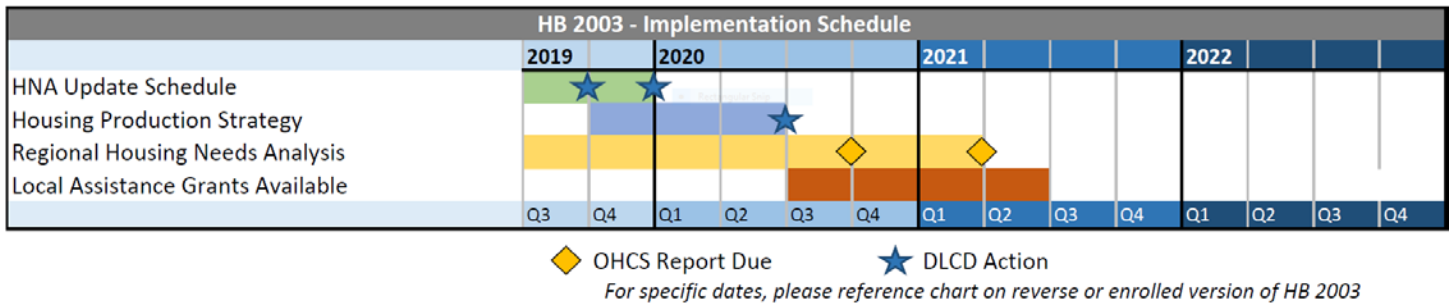 HB 2003 - Implementation Schedule
2019 2020 2021 2022
HNA Update Schedule
Housing Production Strategy
Regional Housing Needs Analysis
Local Assistance Grants Available
Q3 Q4 Q1 Q2 Q3 Q4 Q1 Q2 Q3 Q4 Q1 Q2 Q3 Q4
OHCS Report Due DLCD Action
For specific dates, please reference chart on reverse or enrolled version of HB 2003